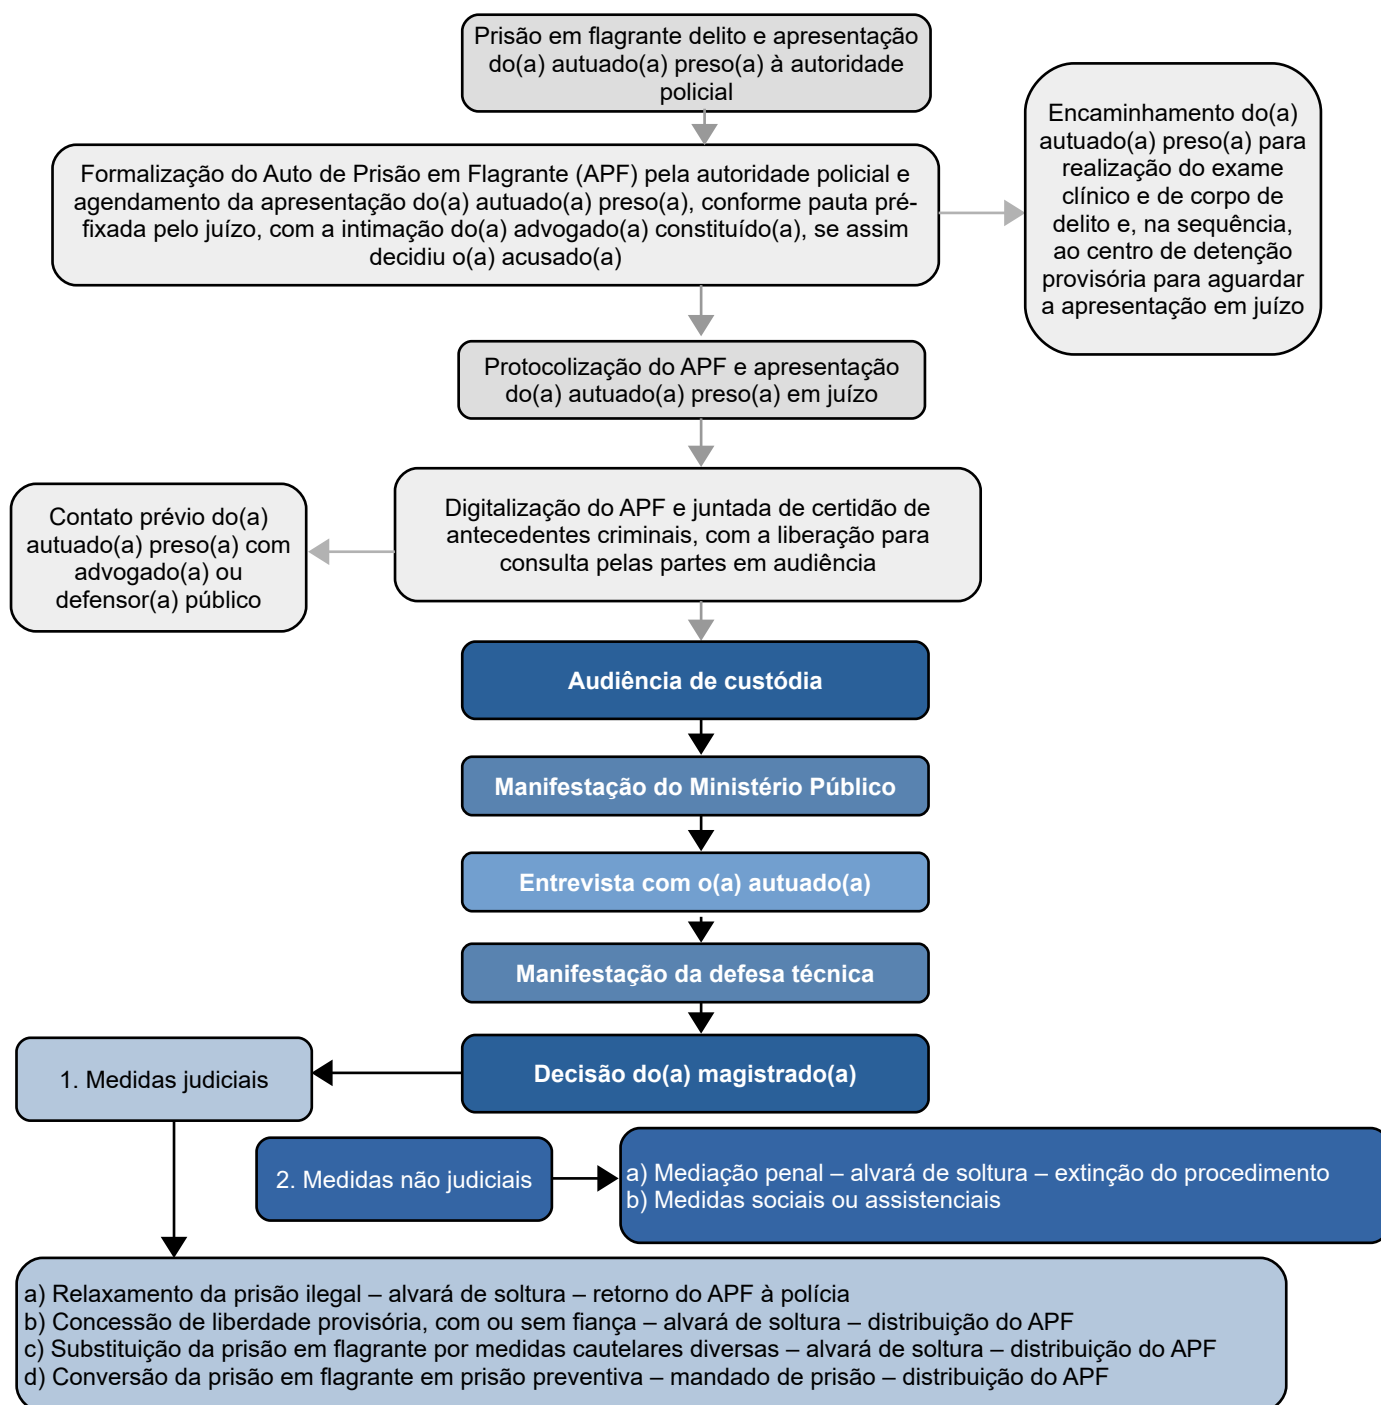 Prisão em flagrante delito e apresentação
do(a) autuado(a) preso(a) à autoridade
policial
Encaminhamento do(a)
autuado(a) preso(a) para
realização do exame
clínico e de corpo de
delito e, na sequência,
ao centro de detenção
provisória para aguardar
a apresentação em juízo
Formalização do Auto de Prisão em Flagrante (APF) pela autoridade policial e
agendamento da apresentação do(a) autuado(a) preso(a), conforme pauta pré-
fixada pelo juízo, com a intimação do(a) advogado(a) constituído(a), se assim
decidiu o(a) acusado(a)
Protocolização do APF e apresentação
do(a) autuado(a) preso(a) em juízo
Digitalização do APF e juntada de certidão de
antecedentes criminais, com a liberação para
consulta pelas partes em audiência
Contato prévio do(a)
autuado(a) preso(a) com
advogado(a) ou
defensor(a) público
Audiência de custódia
Manifestação do Ministério Público
Entrevista com o(a) autuado(a)
Manifestação da defesa técnica
Decisão do(a) magistrado(a)
1. Medidas judiciais
2. Medidas não judiciais
a) Mediação penal – alvará de soltura – extinção do procedimento
b) Medidas sociais ou assistenciais
a) Relaxamento da prisão ilegal – alvará de soltura – retorno do APF à polícia
b) Concessão de liberdade provisória, com ou sem fiança – alvará de soltura – distribuição do APF
c) Substituição da prisão em flagrante por medidas cautelares diversas – alvará de soltura – distribuição do APF
d) Conversão da prisão em flagrante em prisão preventiva – mandado de prisão – distribuição do APF